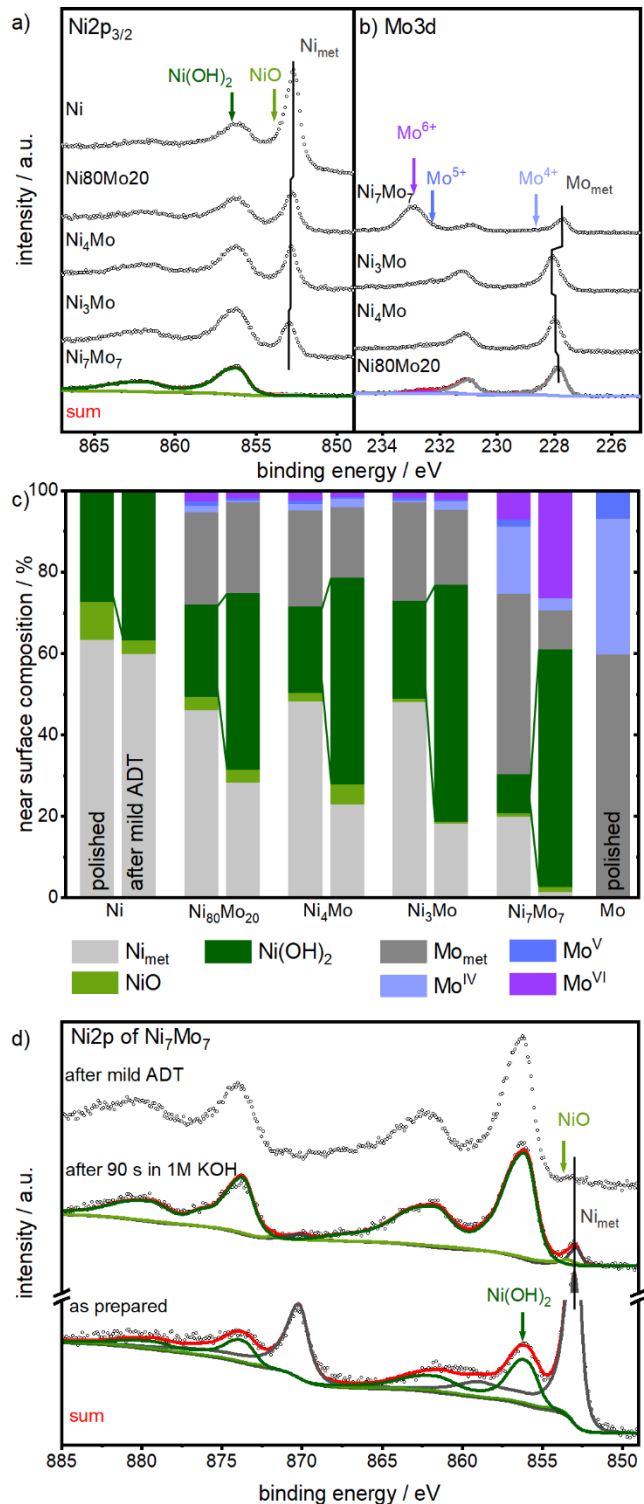 a)
Ni2p3/2
Nimet
Ni(OH)2
NiO
Ni
Ni80Mo20
Ni4Mo
Ni3Mo
Ni7Mo7
sum
865
860
855
850
b) Mo3d
Mo6+
Mo5+
Mo4+
Momet
Ni7Mo7
Ni3Mo
Ni4Mo
Ni80Mo20
234
232
230
228
226
intensity / a.u.
binding energy / eV
c)
100
80
60
40
20
0
near surface composition / %
polished
after mild ADT
polished
Ni
Ni80Mo20
Ni4Mo
Ni3Mo
Ni7Mo7
Mo
Nimet
Ni(OH)2
Momet
MoV
NiO
MoIV
MoVI
d)
Ni2p of Ni7Mo7
after mild ADT
NiO
after 90 s in 1M KOH
Nimet
Ni(OH)2
as prepared
sum
intensity / a.u.
885
880
875
870
865
860
855
850
binding energy / eV